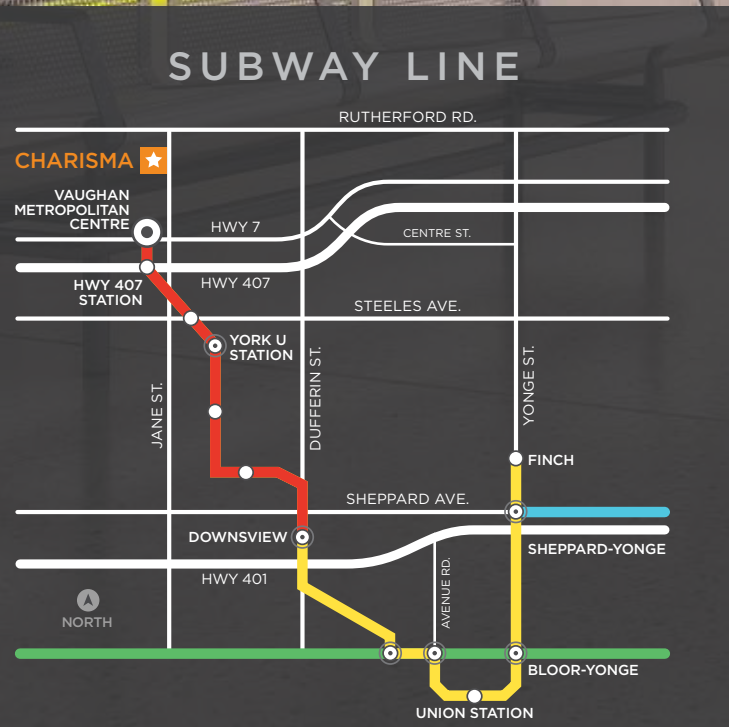 SUBWAY LINE
RUTHERFORD RD.
CHARISMA
VAUGHAN
METROPOLITAN
CENTRE
HWY 7
CENTRE ST.
HWY 407
STATION
HWY 407
STEELES AVE.
YORK U
STATION
JANE ST.
DUFFERIN ST.
YONGE ST.
FINCH
SHEPPARD AVE.
DOWNSVIEW
SHEPPARD-YONGE
HWY 401
AVENUE RD.
NORTH
BLOOR-YONGE
UNION STATION